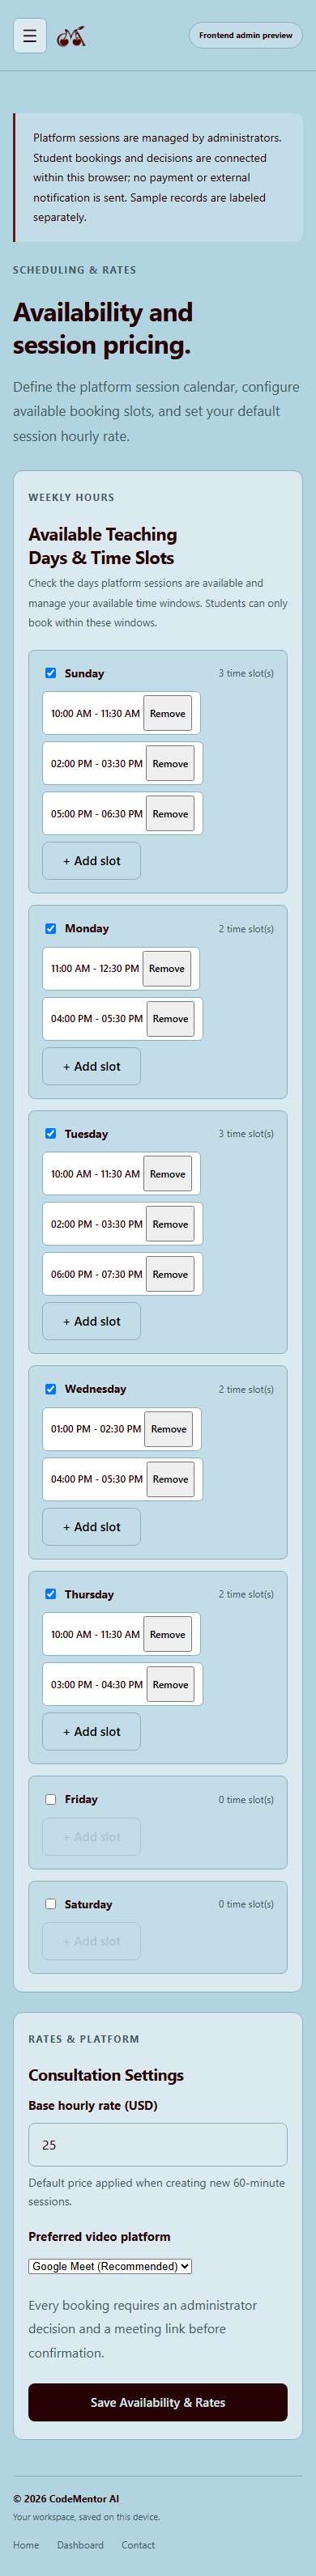 ☰
Frontend admin preview
Platform sessions are managed by administrators.
Student bookings and decisions are connected
within this browser; no payment or external
notification is sent. Sample records are labeled
separately.
SCHEDULING & RATES
Availability and
session pricing.
Define the platform session calendar, configure
available booking slots, and set your default
session hourly rate.
WEEKLY HOURS
Available Teaching
Days & Time Slots
Check the days platform sessions are available and
manage your available time windows. Students can only
book within these windows.
Sunday 3 time slot(s)
10:00 AM - 11:30 AM Remove
02:00 PM - 03:30 PM Remove
05:00 PM - 06:30 PM Remove
+ Add slot
Monday 2 time slot(s)
11:00 AM - 12:30 PM Remove
04:00 PM - 05:30 PM Remove
+ Add slot
Tuesday 3 time slot(s)
10:00 AM - 11:30 AM Remove
02:00 PM - 03:30 PM Remove
06:00 PM - 07:30 PM Remove
+ Add slot
Wednesday 2 time slot(s)
01:00 PM - 02:30 PM Remove
04:00 PM - 05:30 PM Remove
+ Add slot
Thursday 2 time slot(s)
10:00 AM - 11:30 AM Remove
03:00 PM - 04:30 PM Remove
+ Add slot
Friday 0 time slot(s)
+ Add slot
Saturday 0 time slot(s)
+ Add slot
RATES & PLATFORM
Consultation Settings
Base hourly rate (USD)
25
Default price applied when creating new 60-minute
sessions.
Preferred video platform
Google Meet (Recommended)
Every booking requires an administrator
decision and a meeting link before
confirmation.
Save Availability & Rates
© 2026 CodeMentor AI
Your workspace, saved on this device.
Home Dashboard Contact